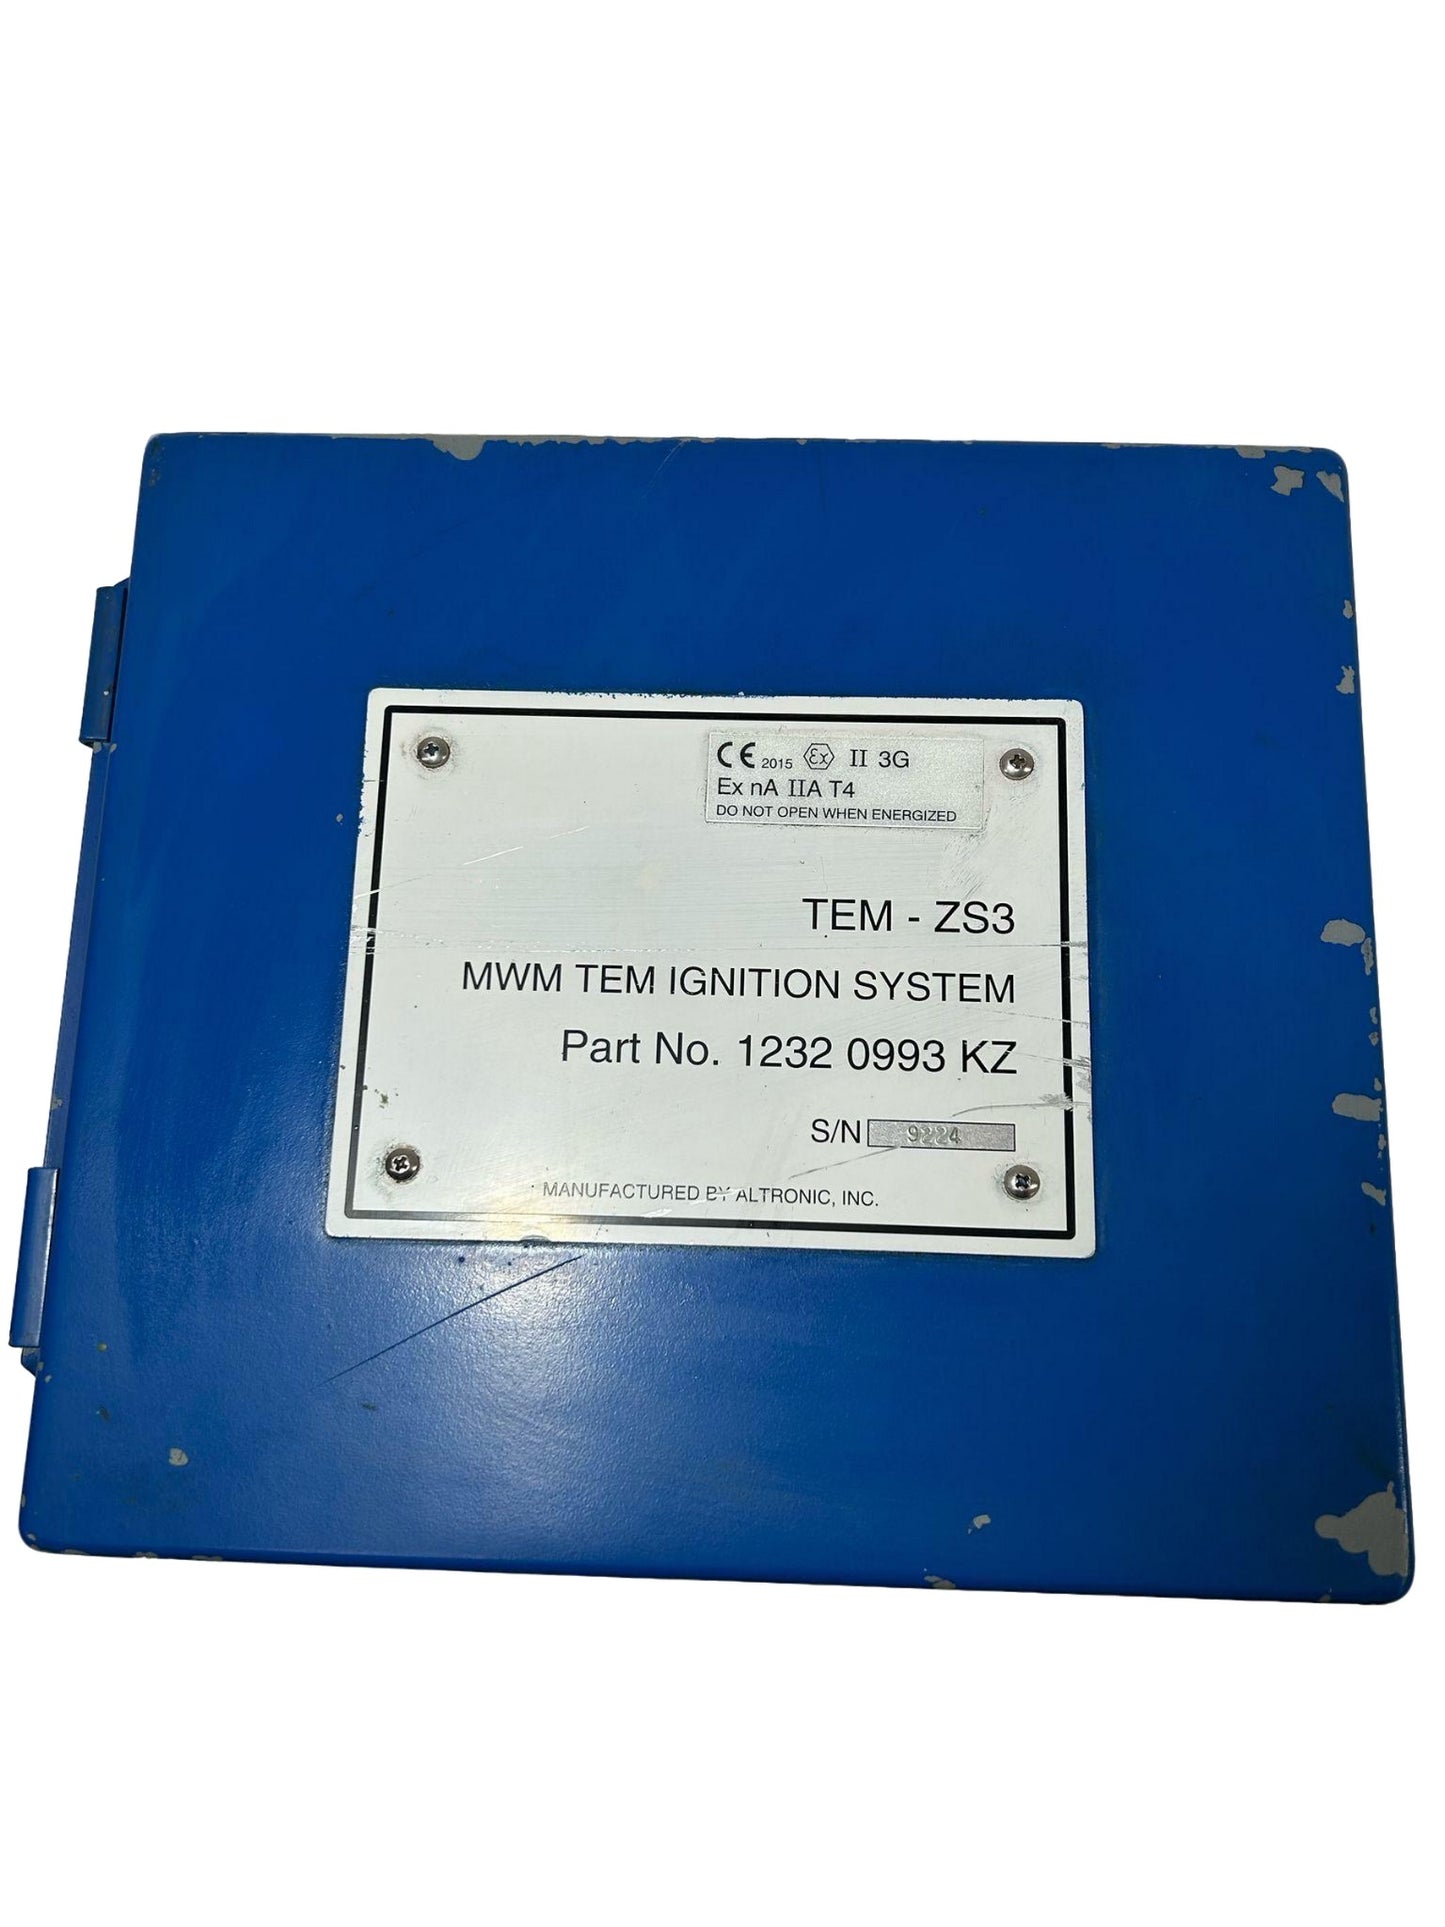 CE 2015 Ex II 3G
Ex nA IIA T4
DO NOT OPEN WHEN ENERGIZED
TEM - ZS3
MWM TEM IGNITION SYSTEM
Part No. 1232 0993 KZ
S/N 9224
MANUFACTURED BY ALTRONIC, INC.